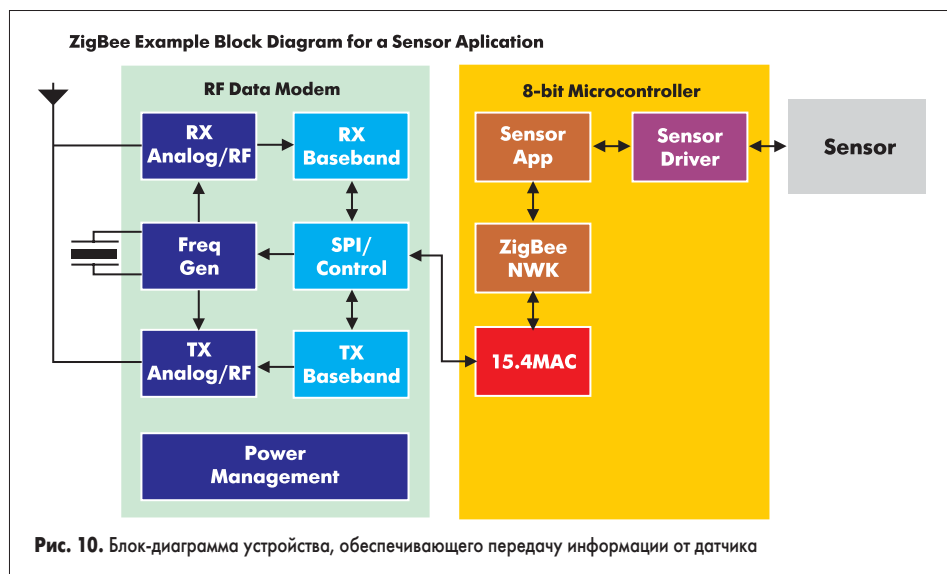 ZigBee Example Block Diagram for a Sensor Aplication
RF Data Modem
RX
Analog/RF
RX
Baseband
Freq
Gen
SPI/
Control
TX
Analog/RF
TX
Baseband
Power
Management
8-bit Microcontroller
Sensor
App
Sensor
Driver
ZigBee
NWK
15.4MAC
Sensor
Рис. 10. Блок-диаграмма устройства, обеспечивающего передачу информации от датчика